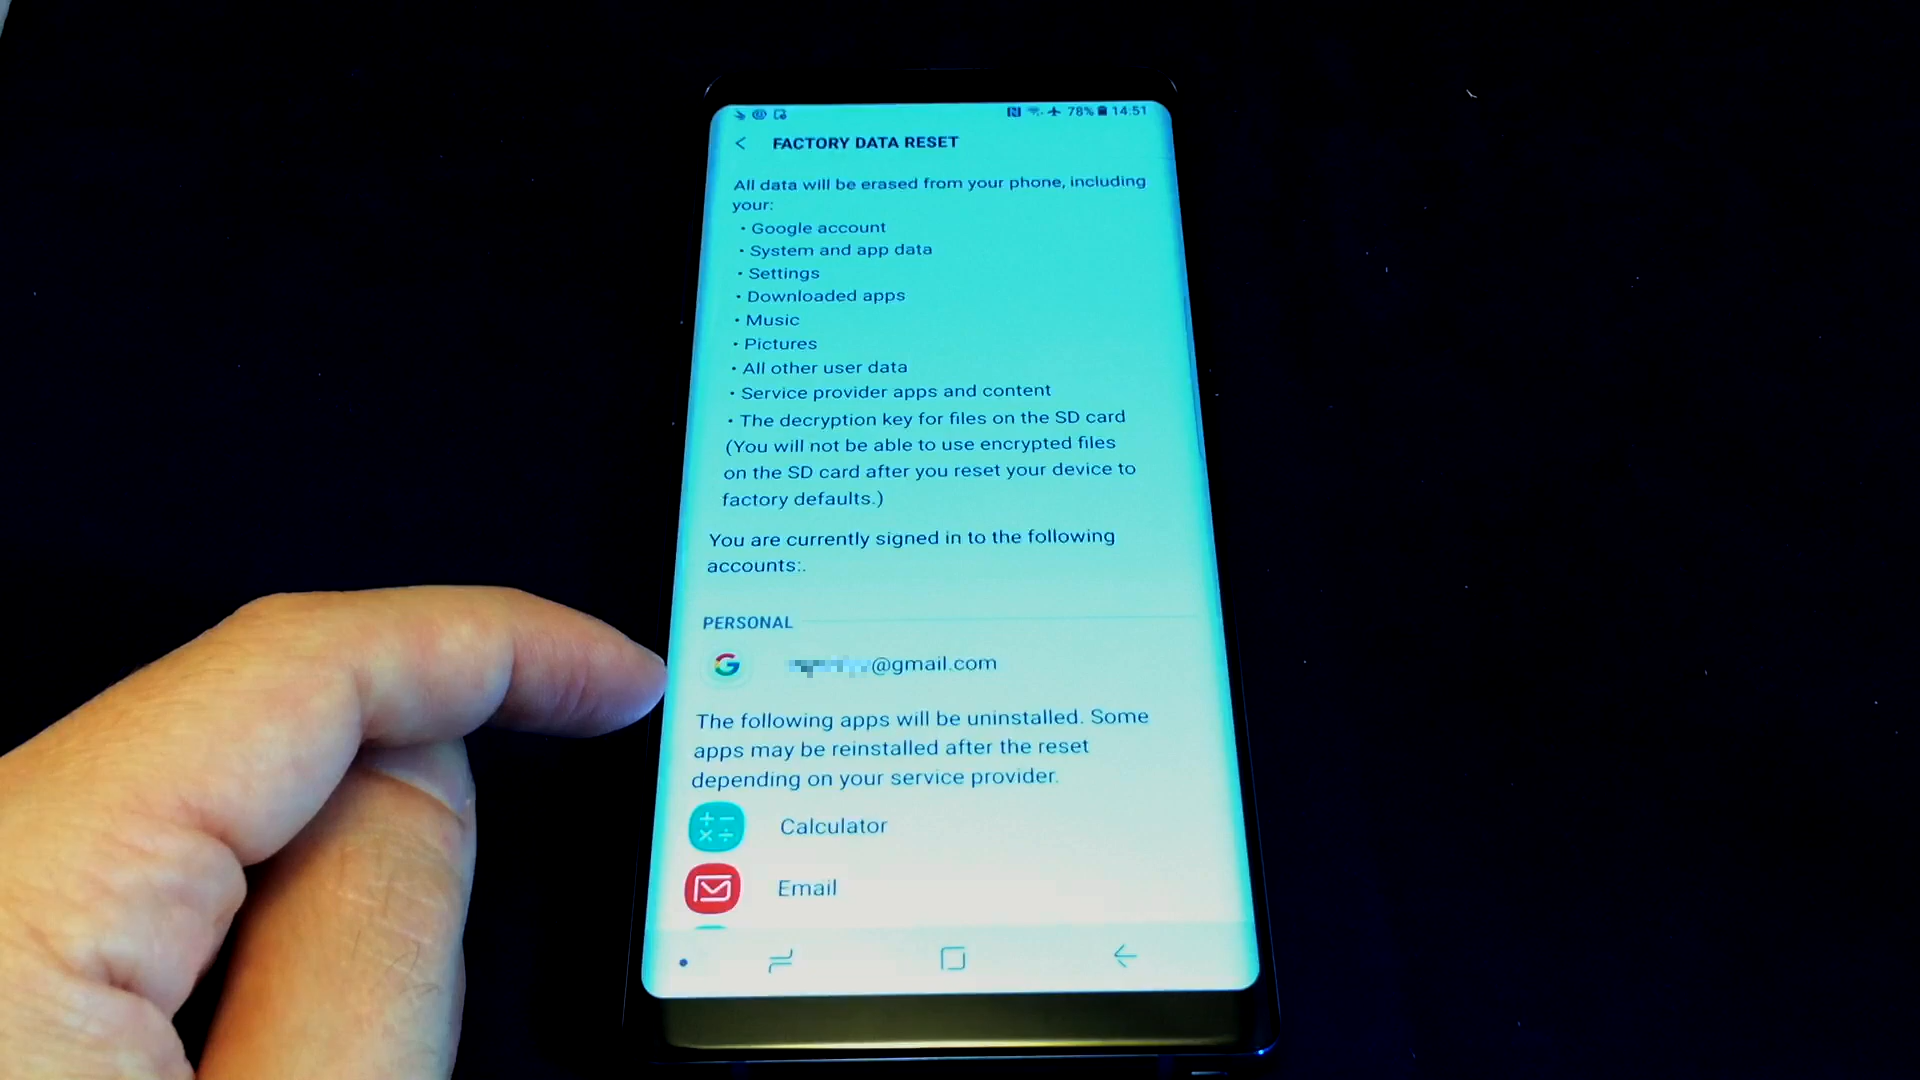 78% 14:51
FACTORY DATA RESET
All data will be erased from your phone, including
your:
• Google account
• System and app data
• Settings
• Downloaded apps
• Music
• Pictures
• All other user data
• Service provider apps and content
• The decryption key for files on the SD card
(You will not be able to use encrypted files
on the SD card after you reset your device to
factory defaults.)
You are currently signed in to the following
accounts:.
PERSONAL
@gmail.com
The following apps will be uninstalled. Some
apps may be reinstalled after the reset
depending on your service provider.
Calculator
Email